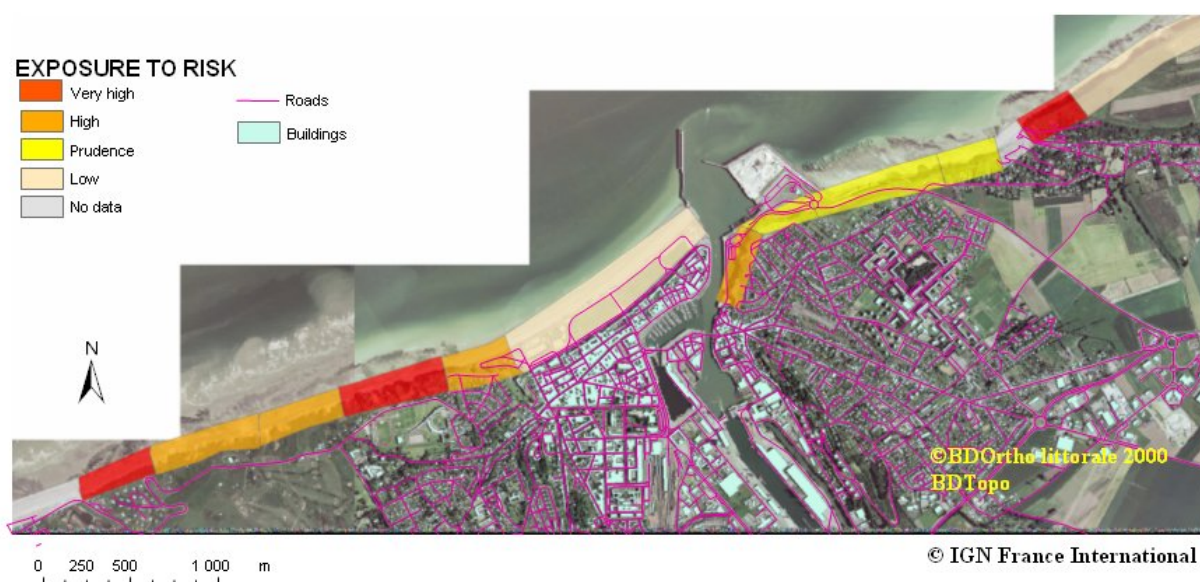 EXPOSURE TO RISK
Very high
High
Prudence
Low
No data
Roads
Buildings
N
©BDOrtho littorale 2000
BDTopo
© IGN France International
0 250 500 1 000 m